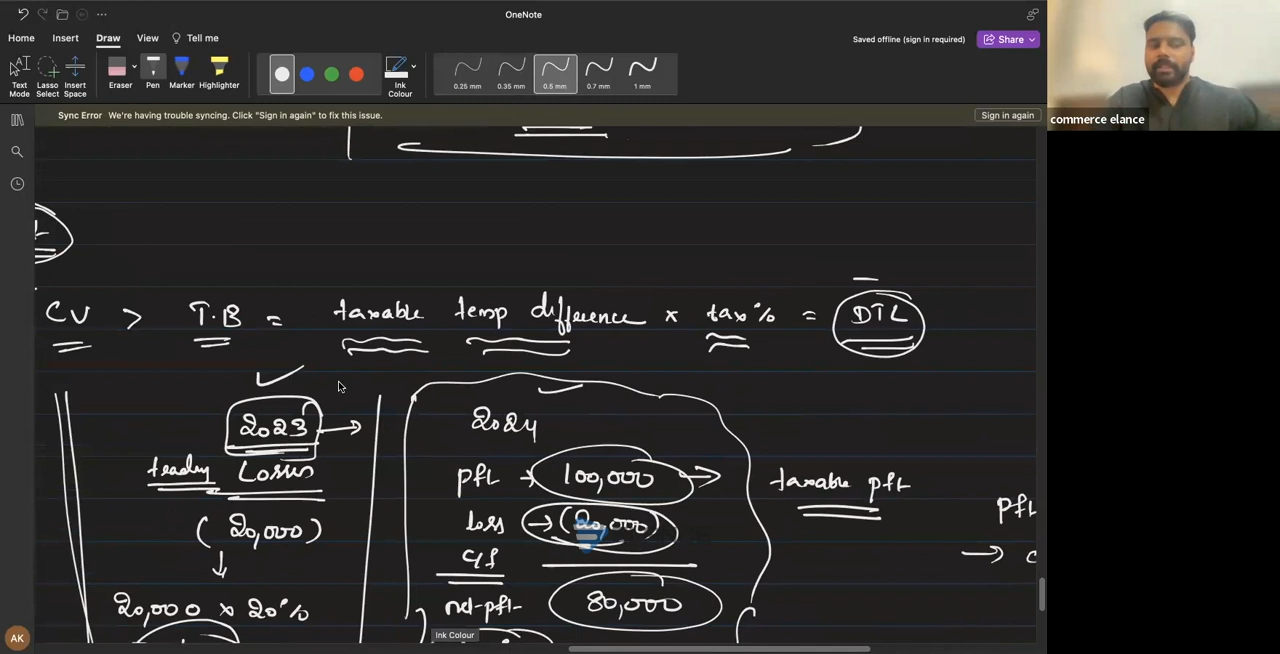 OneNote
Home Insert Draw View Tell me
Saved offline (sign in required)
Share
Text Mode
Lasso Select
Insert Space
Eraser
Pen
Marker
Highlighter
Ink Colour
0.25 mm
0.35 mm
0.5 mm
0.7 mm
1 mm
commerce elance
Sync Error We're having trouble syncing. Click "Sign in again" to fix this issue.
Sign in again
CV > T.B = taxable temp difference × tax% = DTL
2023
trading Losses
(20,000)
20,000 × 20%
2024
pft 100,000
loss (20,000)
c/f
net-pft 80,000
taxable pft
pft
Ink Colour
AK